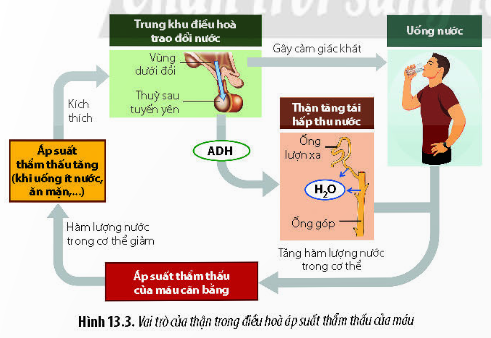 Chân trời sáng tạo
Trung khu điều hoà
trao đổi nước
Vùng
dưới đồi
Thuỳ sau
tuyến yên
Gây cảm giác khát
Uống nước
Kích
thích
ADH
Thận tăng tái
hấp thu nước
Ống
lượn xa
H₂O
Ống góp
Áp suất
thẩm thấu tăng
(khi uống ít nước,
ăn mặn,...)
Hàm lượng nước
trong cơ thể giảm
Tăng hàm lượng nước
trong cơ thể
Áp suất thẩm thấu
của máu cân bằng
Hình 13.3. Vai trò của thận trong điều hoà áp suất thẩm thấu của máu